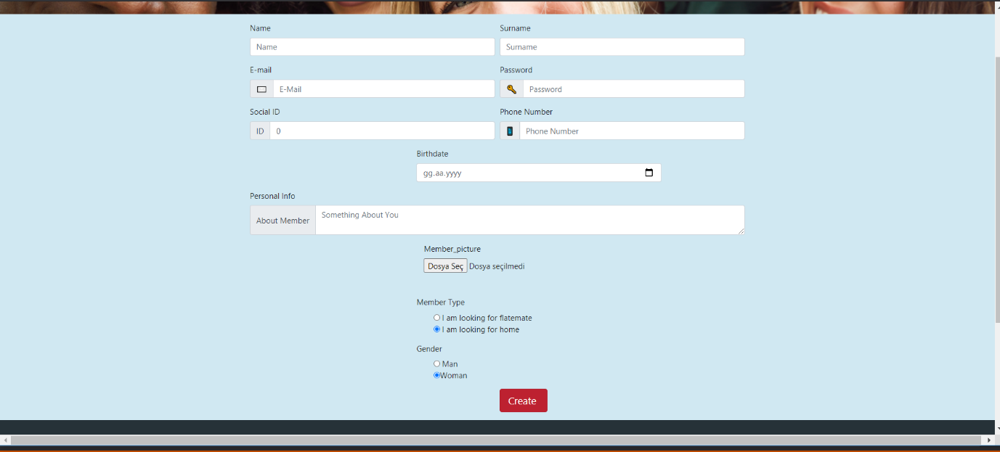 Name Surname
Name Surname
E-mail Password
E-Mail Password
Social ID Phone Number
ID 0 Phone Number
Birthdate
gg.aa.yyyy
Personal Info
About Member Something About You
Member_picture
Dosya Seç Dosya seçilmedi
Member Type
I am looking for flatemate
I am looking for home
Gender
Man
Woman
Create